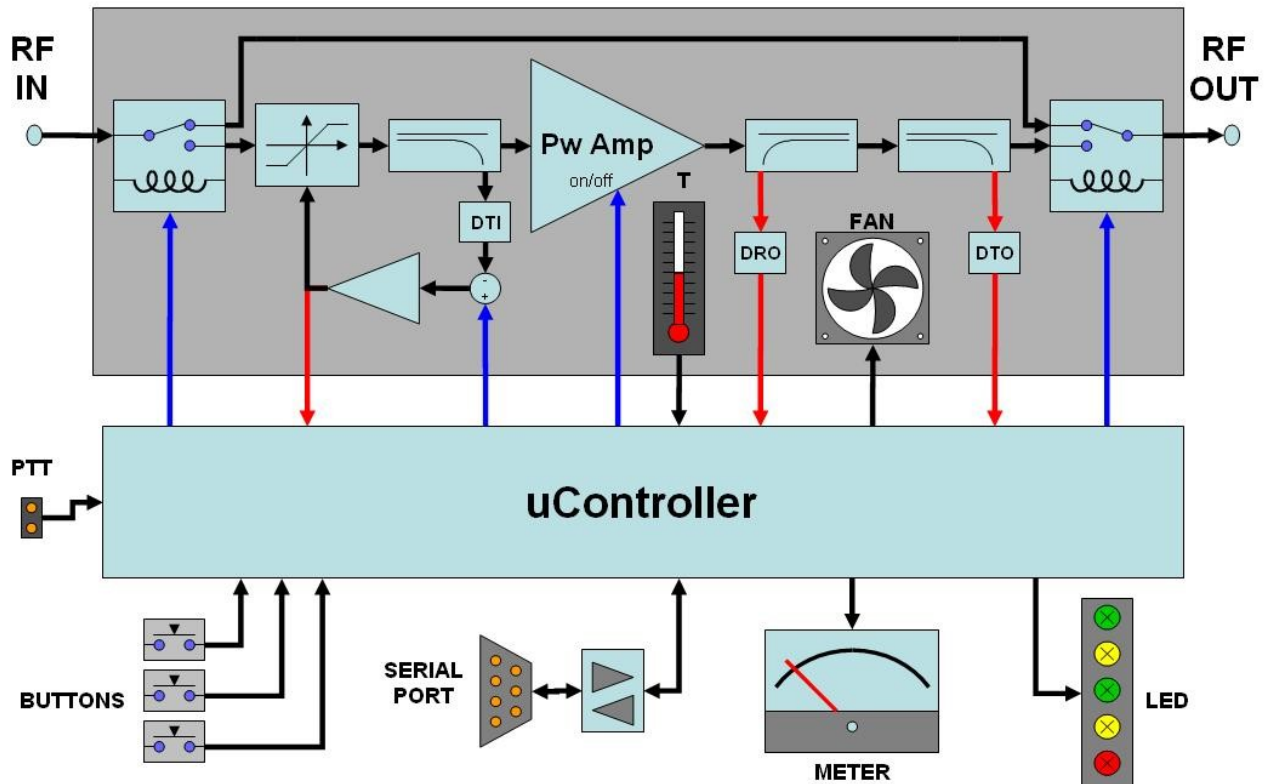 RF
IN
RF
OUT
Pw Amp
on/off
T
DTI
- 
+
DRO
FAN
DTO
PTT
uController
BUTTONS
SERIAL
PORT
METER
LED